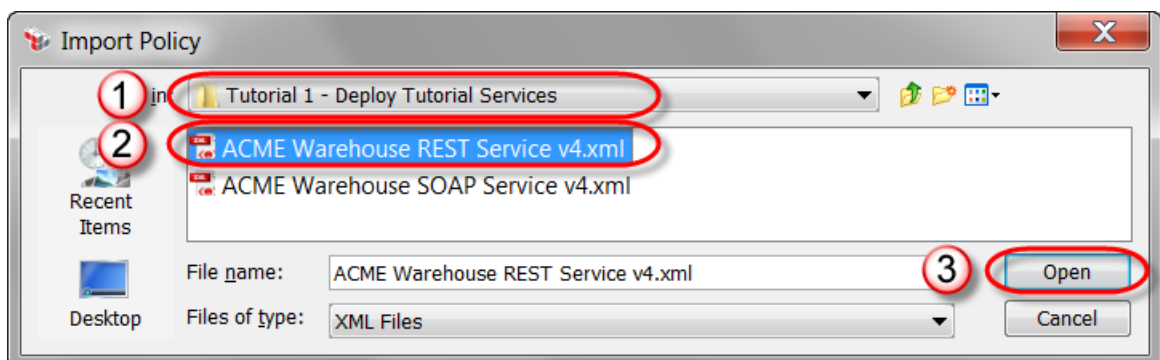 Import Policy
X
1
in:
Tutorial 1 - Deploy Tutorial Services
2
ACME Warehouse REST Service v4.xml
ACME Warehouse SOAP Service v4.xml
Recent
Items
File name:
ACME Warehouse REST Service v4.xml
3
Open
Desktop
Files of type:
XML Files
Cancel